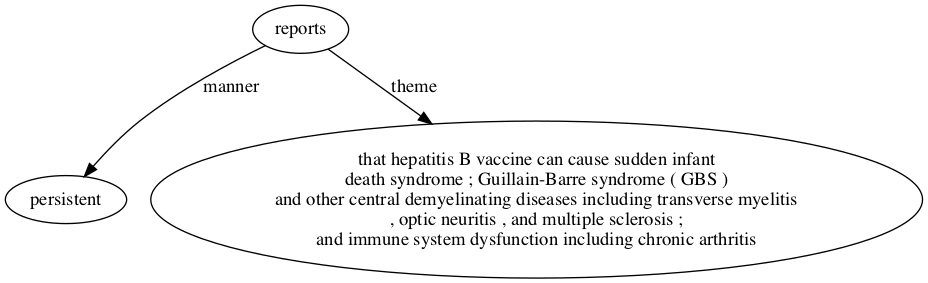 reports
manner
theme
persistent
that hepatitis B vaccine can cause sudden infant
death syndrome ; Guillain-Barre syndrome ( GBS )
and other central demyelinating diseases including transverse myelitis
, optic neuritis , and multiple sclerosis ;
and immune system dysfunction including chronic arthritis